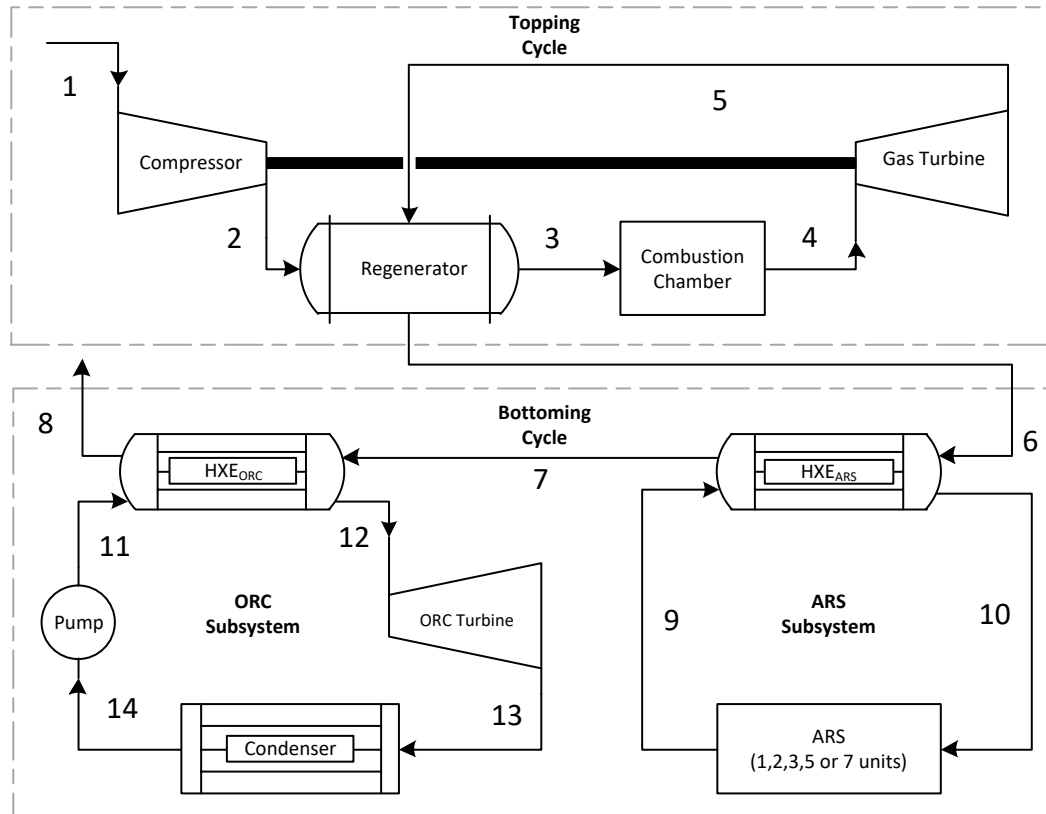 Topping
Cycle
1
5
Compressor
Gas Turbine
2
3
4
Regenerator
Combustion
Chamber
8
Bottoming
Cycle
6
HXE_ORC
HXE_ARS
7
11
12
ORC
Subsystem
ARS
Subsystem
Pump
ORC Turbine
9
10
14
13
Condenser
ARS
(1,2,3,5 or 7 units)